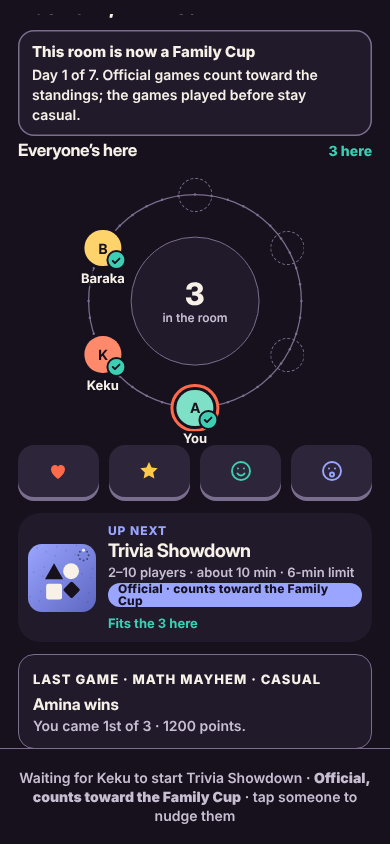 This room is now a Family Cup
Day 1 of 7. Official games count toward the
standings; the games played before stay
casual.
Everyone's here
3 here
B
Baraka
3
in the room
K
Keku
A
You
UP NEXT
Trivia Showdown
2–10 players · about 10 min · 6-min limit
Official · counts toward the Family
Cup
Fits the 3 here
LAST GAME · MATH MAYHEM · CASUAL
Amina wins
You came 1st of 3 · 1200 points.
Waiting for Keku to start Trivia Showdown · Official,
counts toward the Family Cup · tap someone to
nudge them